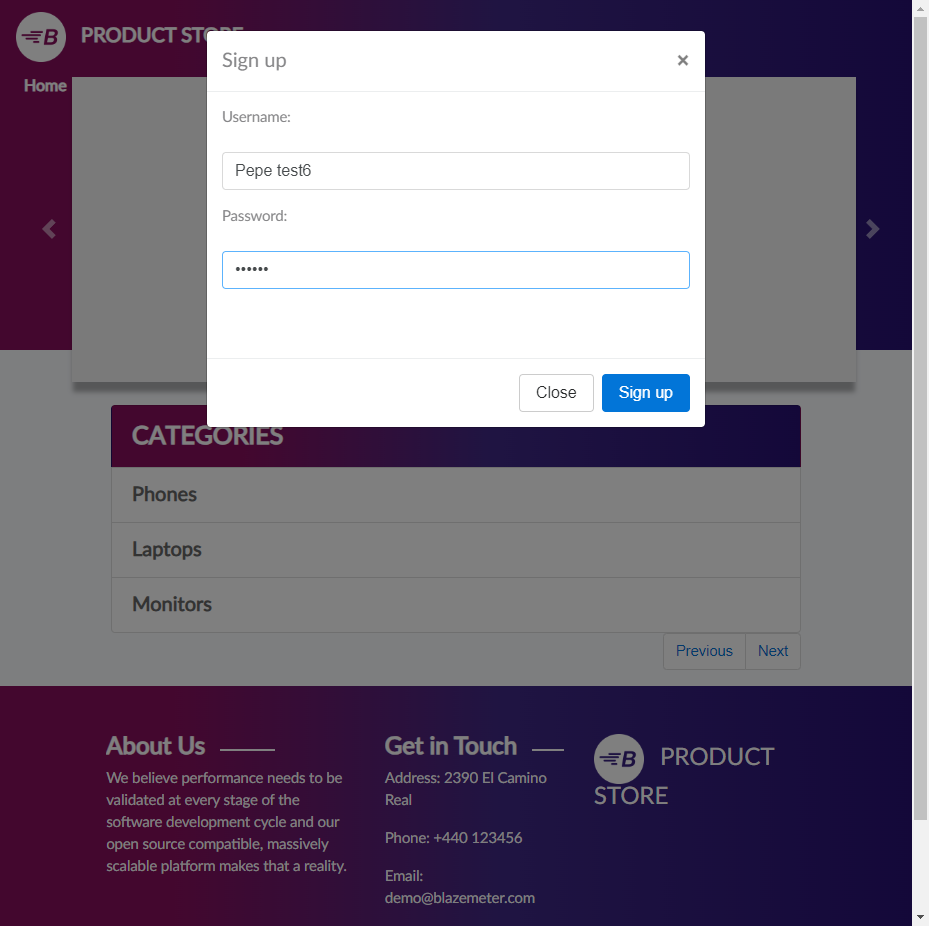 PRODUCT STORE
Home
Sign up ×
Username:
Pepe test6
Password:
••••••
Close Sign up
CATEGORIES
Phones
Laptops
Monitors
Previous Next
About Us
We believe performance needs to be
validated at every stage of the
software development cycle and our
open source compatible, massively
scalable platform makes that a reality.
Get in Touch
Address: 2390 El Camino
Real
Phone: +440 123456
Email:
demo@blazemeter.com
B PRODUCT
STORE